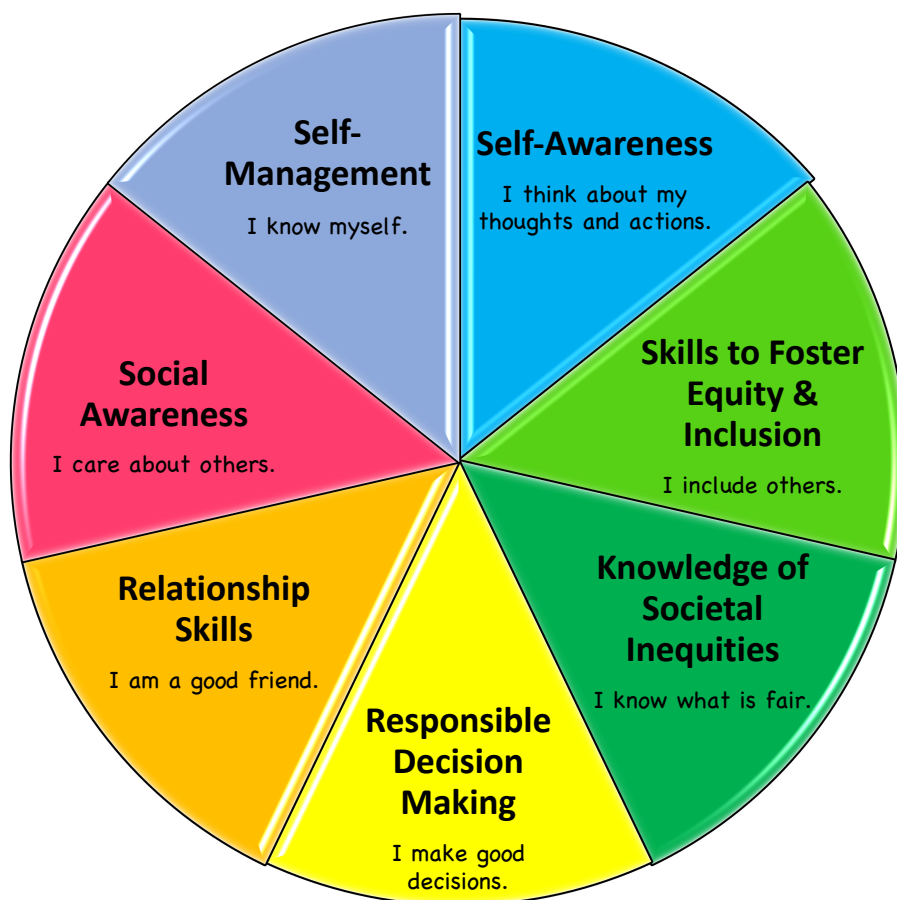 Self-
Management
I know myself.
Self-Awareness
I think about my
thoughts and actions.
Skills to Foster
Equity &
Inclusion
I include others.
Knowledge of
Societal
Inequities
I know what is fair.
Responsible
Decision
Making
I make good
decisions.
Relationship
Skills
I am a good friend.
Social
Awareness
I care about others.